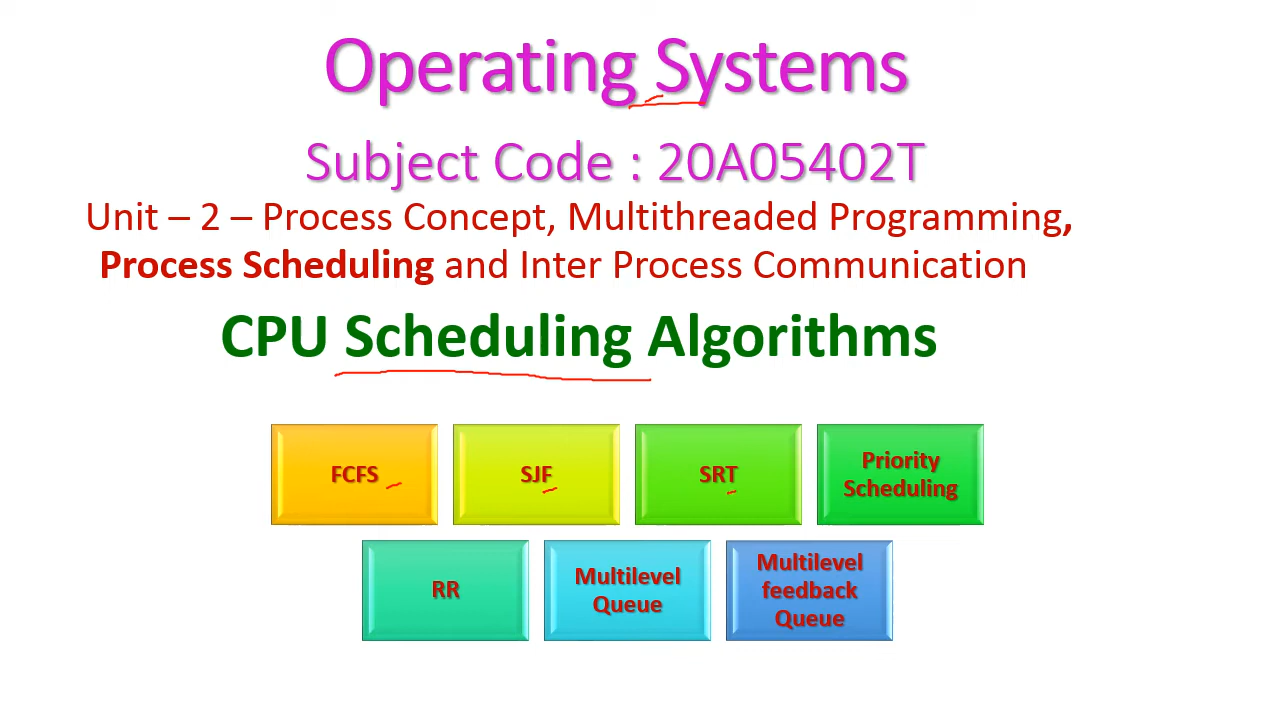 Operating Systems
Subject Code : 20A05402T
Unit – 2 – Process Concept, Multithreaded Programming,
Process Scheduling and Inter Process Communication
CPU Scheduling Algorithms
FCFS
SJF
SRT
Priority
Scheduling
RR
Multilevel
Queue
Multilevel
feedback
Queue